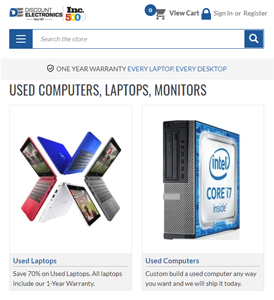 DE DISCOUNT ELECTRONICS
Inc. 500
0 View Cart Sign In or Register
Search the store
ONE YEAR WARRANTY EVERY LAPTOP. EVERY DESKTOP
USED COMPUTERS, LAPTOPS, MONITORS
intel
CORE i7
inside
Used Laptops
Save 70% on Used Laptops. All laptops
include our 1-Year Warranty.
Used Computers
Custom build a used computer any way
you want and we will ship it today.